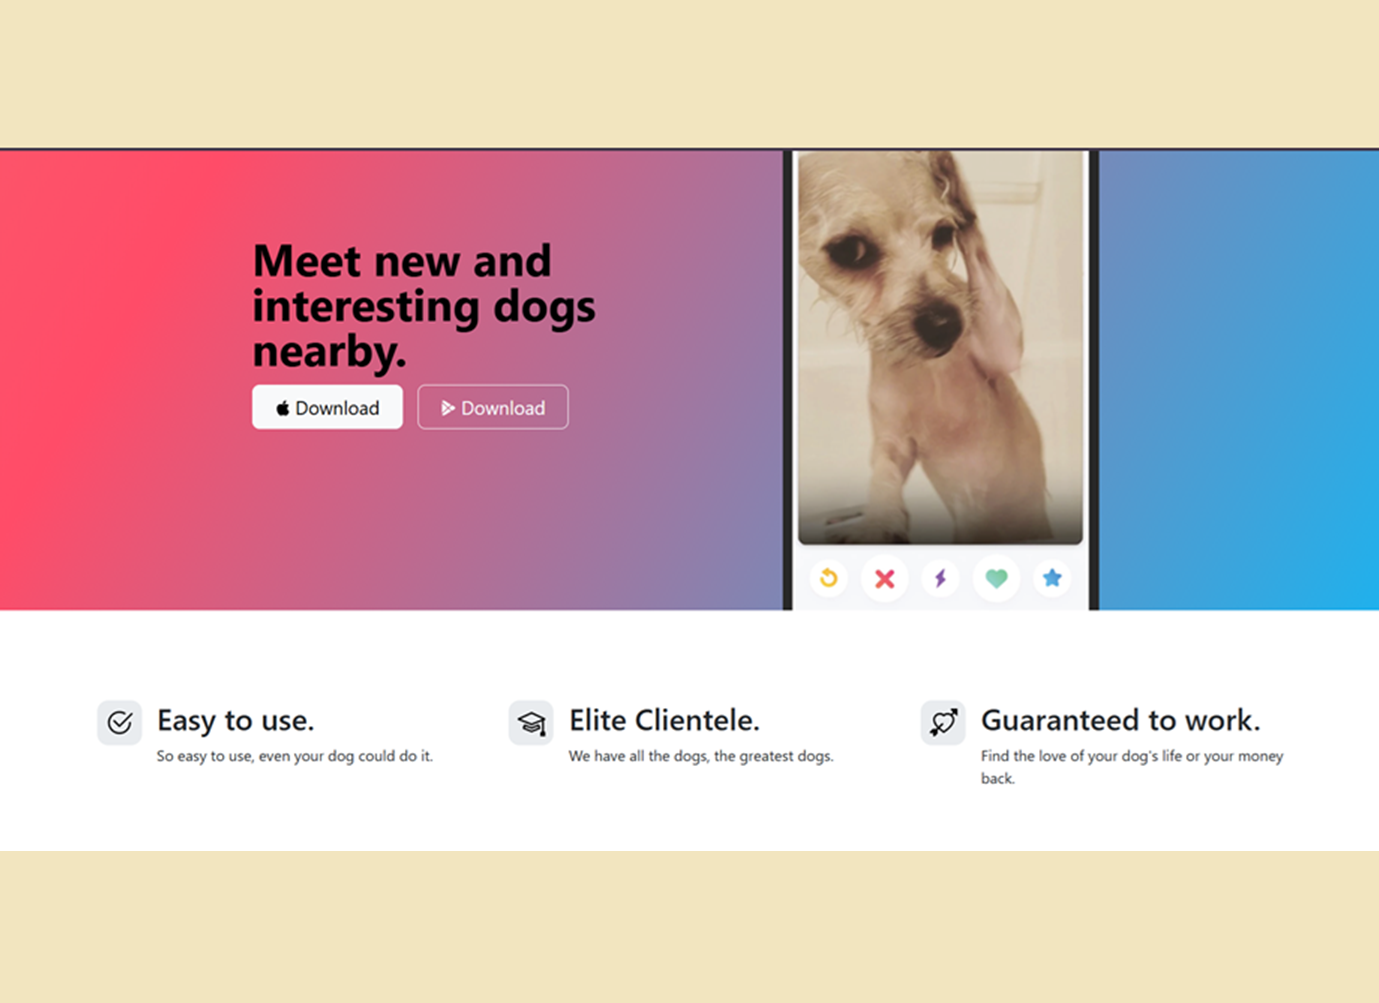 Meet new and
interesting dogs
nearby.
Download
Download
Easy to use.
So easy to use, even your dog could do it.
Elite Clientele.
We have all the dogs, the greatest dogs.
Guaranteed to work.
Find the love of your dog's life or your money
back.